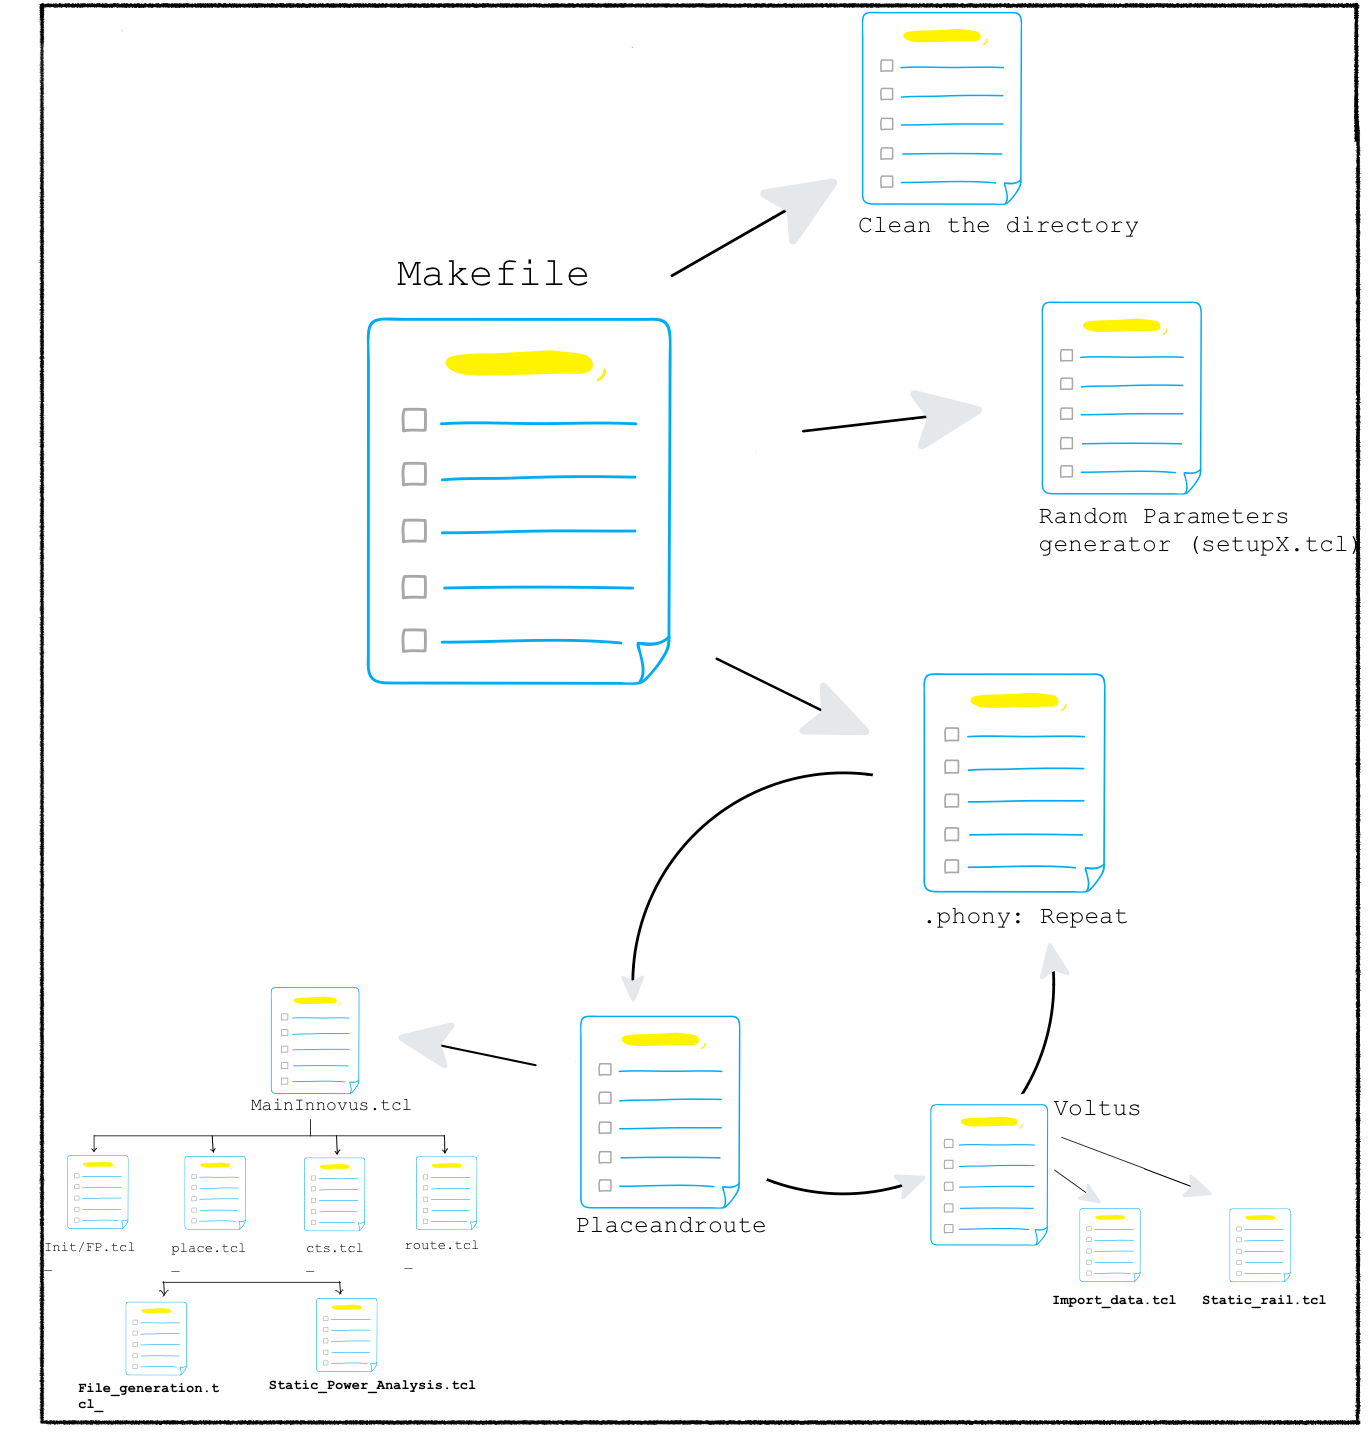 Clean the directory
Makefile
Random Parameters
generator (setupX.tcl)
.phony: Repeat
MainInnovus.tcl
Voltus
Placeandroute
Init/FP.tcl
_
place.tcl
_
cts.tcl
_
route.tcl
_
Import_data.tcl
Static_rail.tcl
File_generation.t
cl_
Static_Power_Analysis.tcl